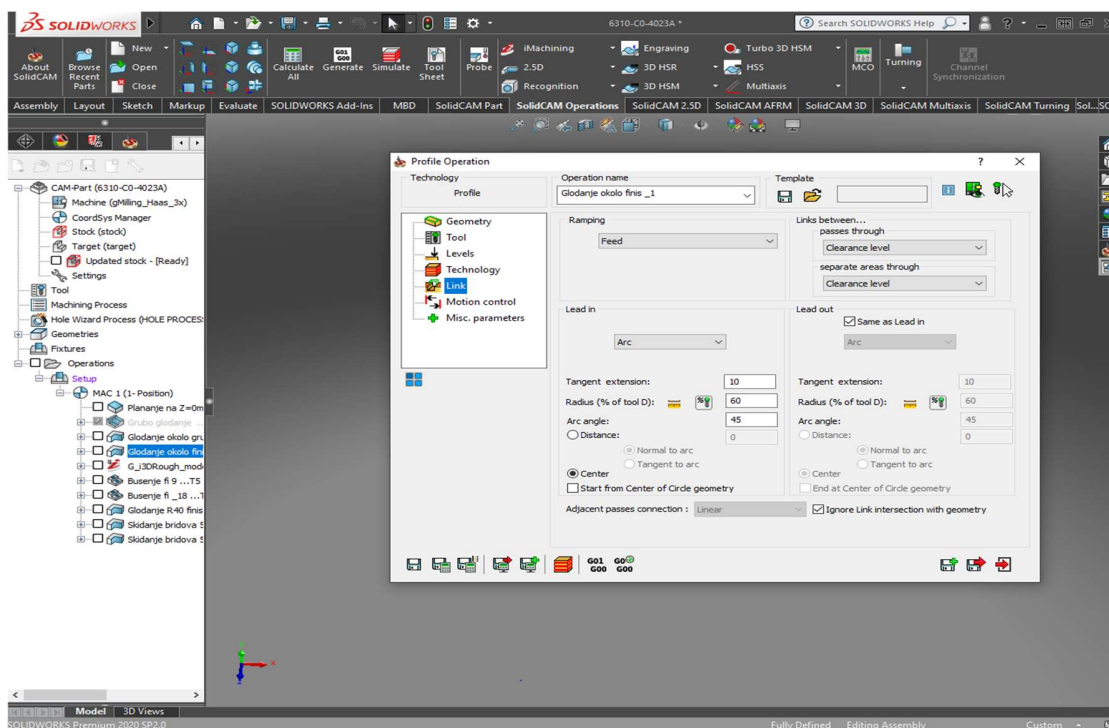 SOLIDWORKS
6310-C0-4023A *
Search SOLIDWORKS Help
About SolidCAM
Browse Recent Parts
New
Open
Close
Calculate All
G01 G00
Generate
Simulate
Tool Sheet
Probe
iMachining
2.5D
Recognition
Engraving
3D HSR
3D HSM
Turbo 3D HSM
HSS
Multiaxis
MCO
Turning
Channel Synchronization
Assembly Layout Sketch Markup Evaluate SOLIDWORKS Add-Ins MBD SolidCAM Part SolidCAM Operations SolidCAM 2.5D SolidCAM AFRM SolidCAM 3D SolidCAM Multiaxis SolidCAM Turning Sol...
CAM-Part (6310-C0-4023A)
Machine (gMilling_Haas_3x)
CoordSys Manager
Stock (stock)
Target (target)
Updated stock - [Ready]
Settings
Tool
Machining Process
Hole Wizard Process (HOLE PROCES
Geometries
Fixtures
Operations
Setup
MAC 1 (1- Position)
Plananje na Z=0m
Grubo glodanje ..
Glodanje okolo gru
Glodanje okolo fin
G_i3DRough_mod
Busenje fi 9 ...T5
Busenje fi _18 ...T
Glodanje R40 finis
Skidanje bridova 5
Skidanje bridova 5
Profile Operation
? X
Technology
Profile
Operation name
Glodanje okolo finis _1
Template
Geometry
Tool
Levels
Technology
Link
Motion control
Misc. parameters
Ramping
Feed
Links between...
passes through
Clearance level
separate areas through
Clearance level
Lead in
Arc
Tangent extension: 10
Radius (% of tool D): 60
Arc angle: 45
Distance: 0
Normal to arc
Tangent to arc
Center
Start from Center of Circle geometry
Lead out
Same as Lead in
Arc
Tangent extension: 10
Radius (% of tool D): 60
Arc angle: 45
Distance: 0
Normal to arc
Tangent to arc
Center
End at Center of Circle geometry
Adjacent passes connection : Linear
Ignore Link intersection with geometry
G01 G00
G00 G00
Model 3D Views
SOLIDWORKS Premium 2020 SP2.0
Fully Defined Editing Assembly Custom